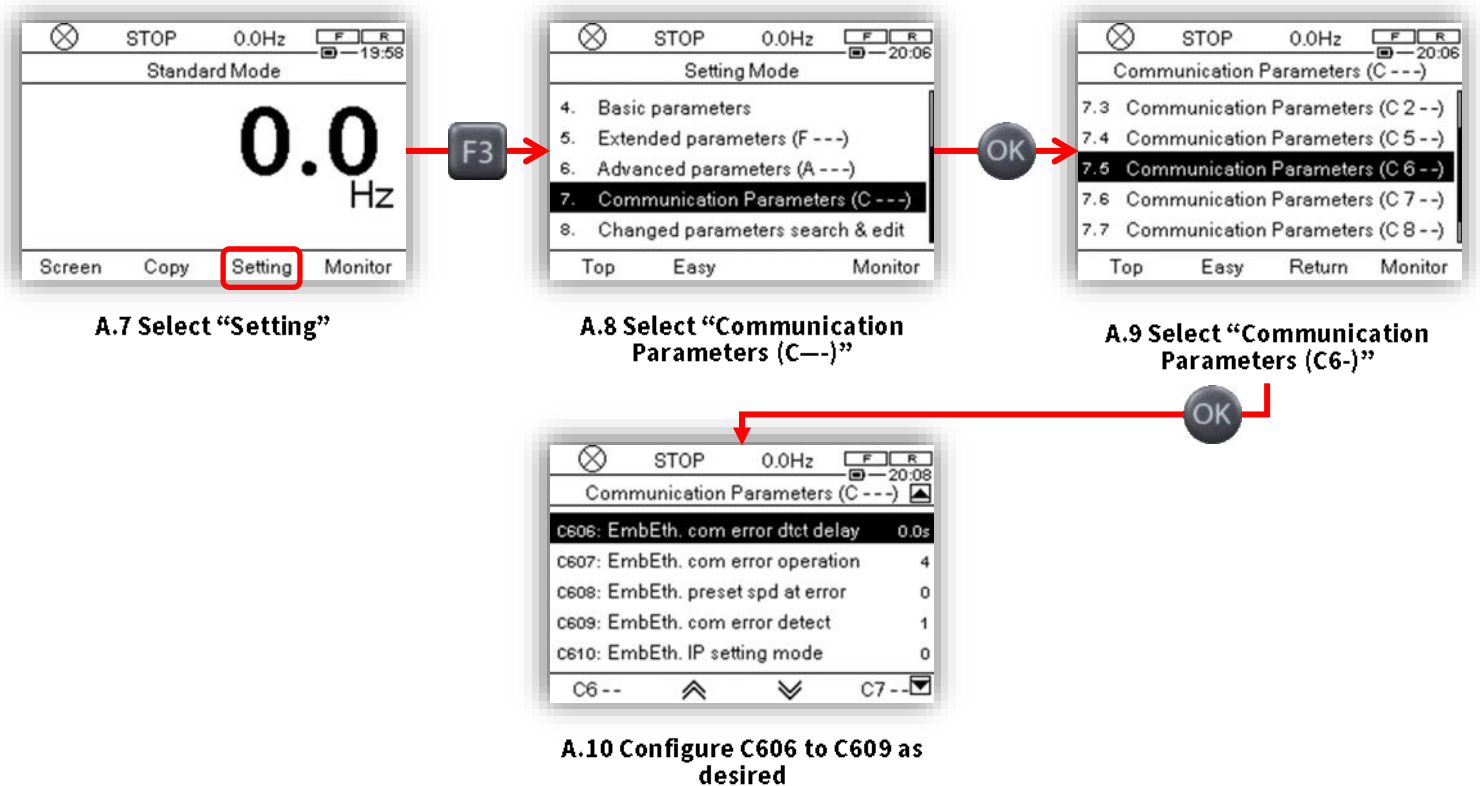 STOP 0.0Hz F R
19:58
Standard Mode
0.0
Hz
Screen Copy Setting Monitor
A.7 Select “Setting”
F3
STOP 0.0Hz F R
20:06
Setting Mode
4. Basic parameters
5. Extended parameters (F ---)
6. Advanced parameters (A ---)
7. Communication Parameters (C ---)
8. Changed parameters search & edit
Top Easy Monitor
A.8 Select “Communication
Parameters (C—-)”
OK
STOP 0.0Hz F R
20:06
Communication Parameters (C ---)
7.3 Communication Parameters (C 2 --)
7.4 Communication Parameters (C 5 --)
7.5 Communication Parameters (C 6 --)
7.6 Communication Parameters (C 7 --)
7.7 Communication Parameters (C 8 --)
Top Easy Return Monitor
A.9 Select “Communication
Parameters (C6-)”
OK
STOP 0.0Hz F R
20:08
Communication Parameters (C ---)
C606: EmbEth. com error dtct delay 0.0s
C607: EmbEth. com error operation 4
C608: EmbEth. preset spd at error 0
C609: EmbEth. com error detect 1
C610: EmbEth. IP setting mode 0
C6 -- C7 --
A.10 Configure C606 to C609 as
desired